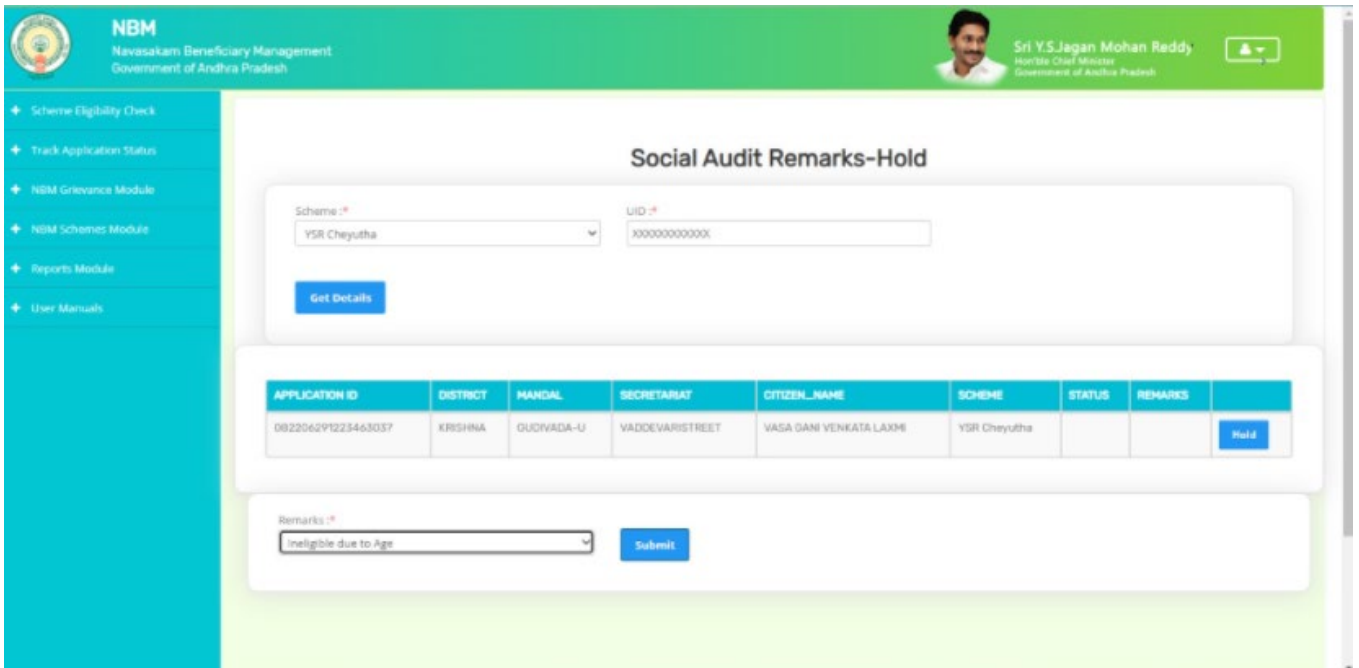 NBM
Navasakam Beneficiary Management
Government of Andhra Pradesh
Sri Y.S.Jagan Mohan Reddy
Hon'ble Chief Minister
Government of Andhra Pradesh
+ Scheme Eligibility Check
+ Track Application Status
+ NBM Grievance Module
+ NBM Schemes Module
+ Reports Module
+ User Manuals
Social Audit Remarks-Hold
Scheme :* UID :*
YSR Cheyutha XXXXXXXXXXXX
Get Details
APPLICATION ID DISTRICT MANDAL SECRETARIAT CITIZEN_NAME SCHEME STATUS REMARKS
082206291223463037 KRISHNA GUDIVADA-U VADDEVARISTREET VASA GANI VENKATA LAXMI YSR Cheyutha Hold
Remarks :*
Ineligible due to Age Submit